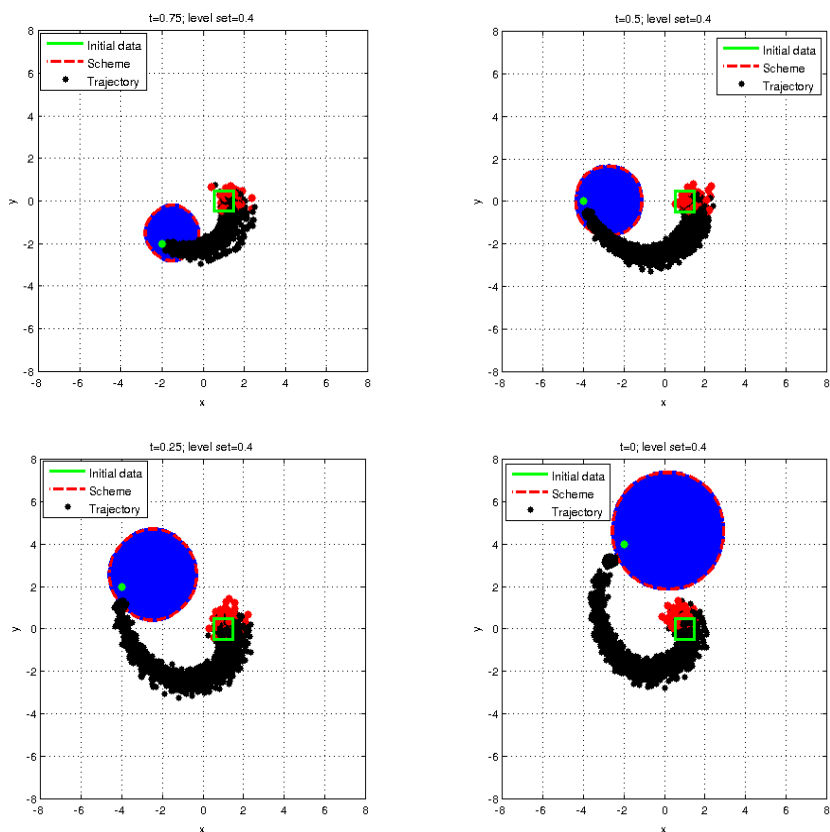 t=0.75; level set=0.4
Initial data
Scheme
Trajectory
8
6
4
2
0
-2
-4
-6
-8
y
-8 -6 -4 -2 0 2 4 6 8
x
t=0.5; level set=0.4
Initial data
Scheme
Trajectory
8
6
4
2
0
-2
-4
-6
-8
y
-8 -6 -4 -2 0 2 4 6 8
x
t=0.25; level set=0.4
Initial data
Scheme
Trajectory
8
6
4
2
0
-2
-4
-6
-8
y
-8 -6 -4 -2 0 2 4 6 8
x
t=0; level set=0.4
Initial data
Scheme
Trajectory
8
6
4
2
0
-2
-4
-6
-8
y
-8 -6 -4 -2 0 2 4 6 8
x